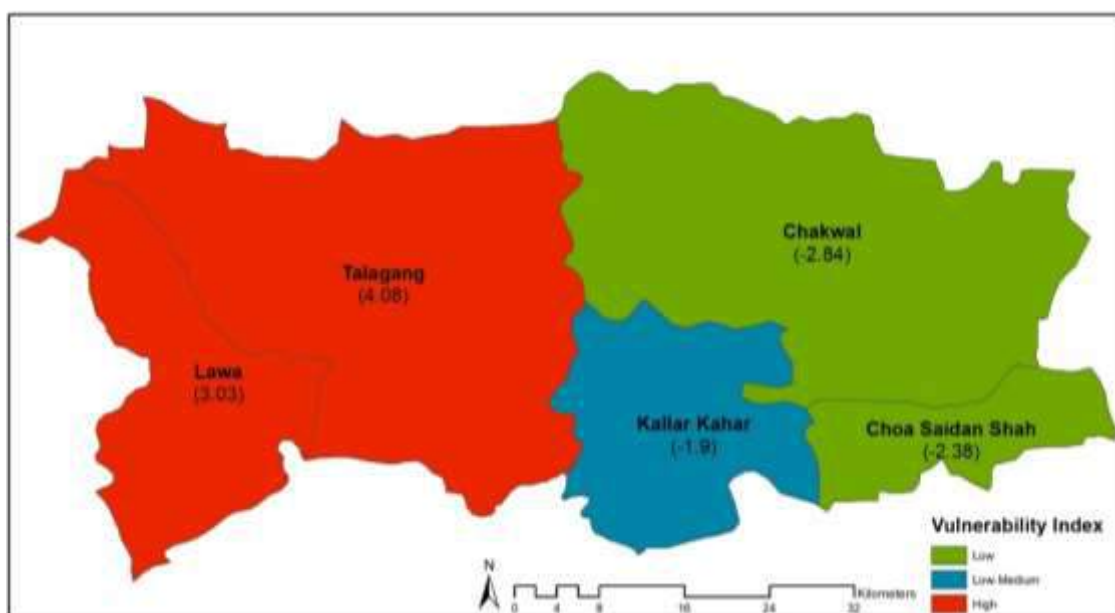 Chakwal
(-2.84)
Talagang
(4.08)
Lawa
(3.03)
Kallar Kahar
(-1.9)
Choa Saidan Shah
(-2.38)
Vulnerability Index
Low
Low-Medium
High
N
Kilometers
0 2 4 8 16 24 32